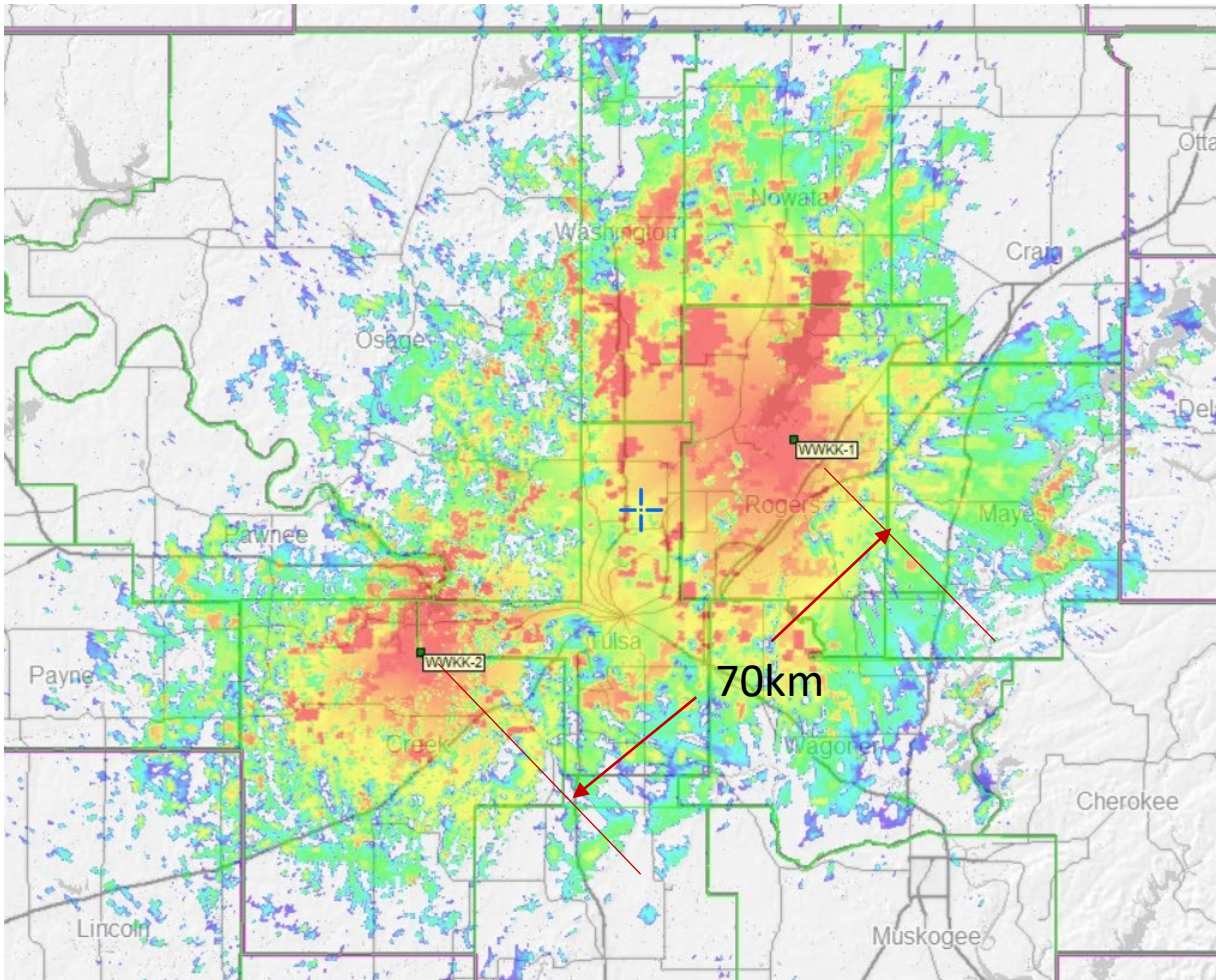 Otta
Nowata
Washington
Craig
Osage
Del
WWKK-1
Rogers
Mayes
Pawnee
Tulsa
WWKK-2
Payne
70km
Creek
Wagoner
Cherokee
Lincoln
Muskogee